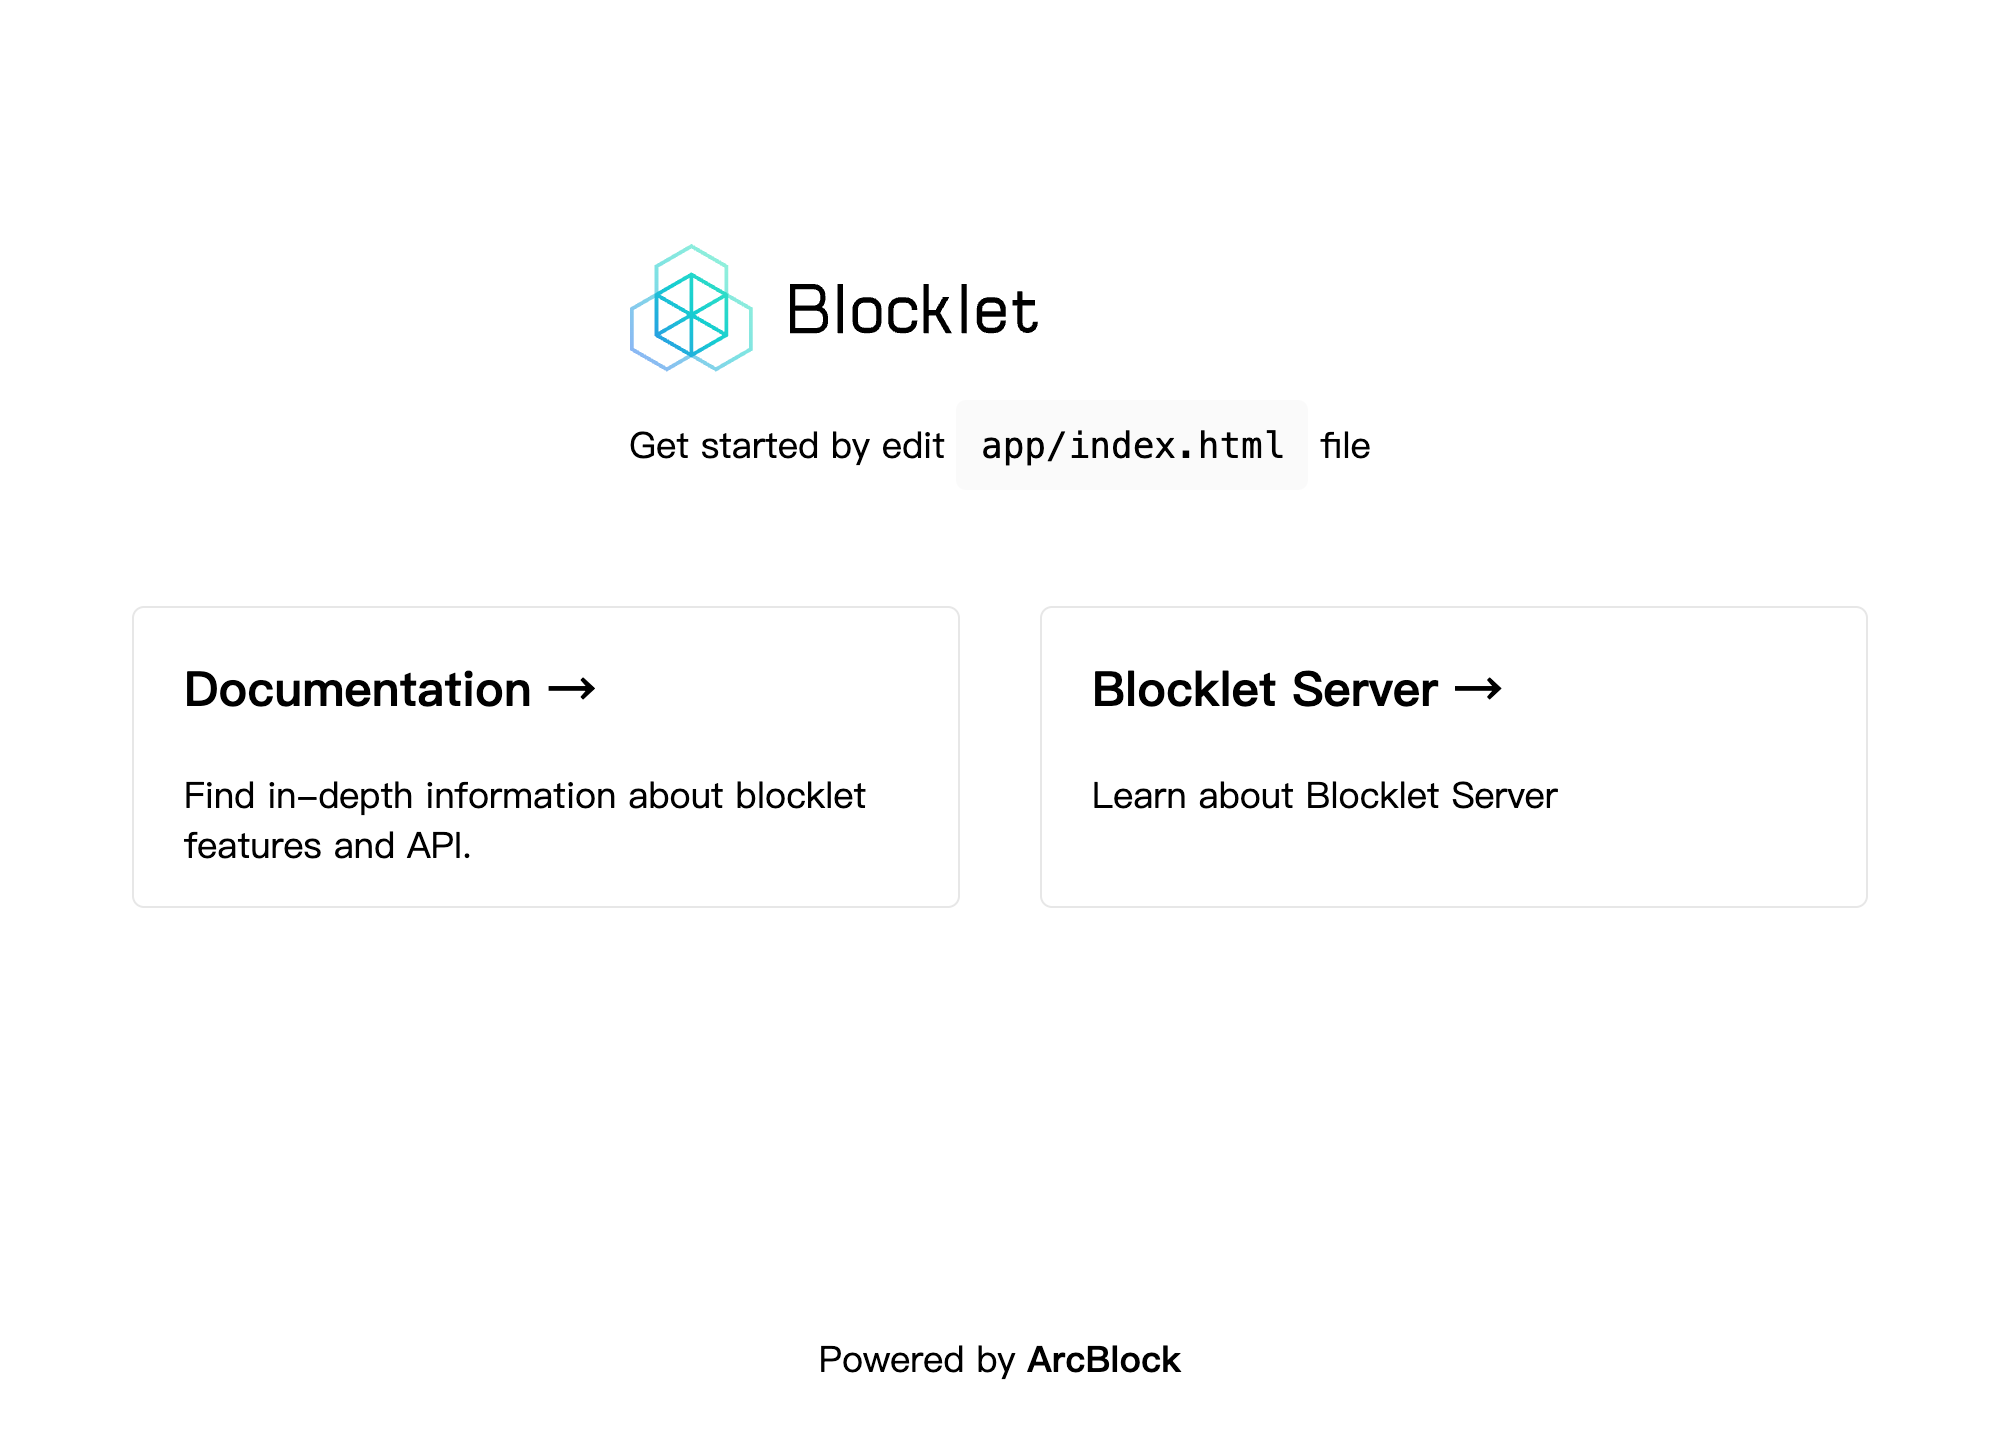 Blocklet
Get started by edit app/index.html file
Documentation →
Find in-depth information about blocklet
features and API.
Blocklet Server →
Learn about Blocklet Server
Powered by ArcBlock